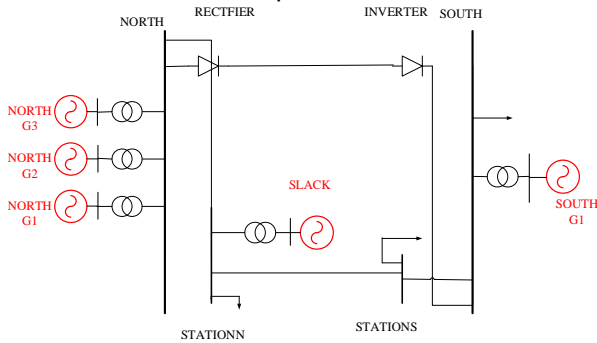 RECTFIER
INVERTER
SOUTH
NORTH
NORTH
G3
NORTH
G2
NORTH
G1
SLACK
SOUTH
G1
STATIONN
STATIONS